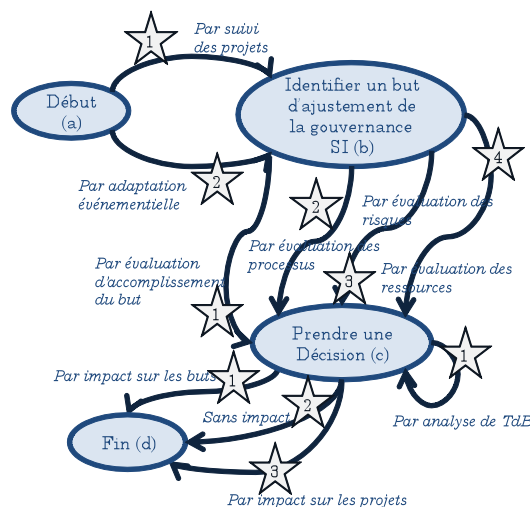 1
Par suivi
des projets
Début
(a)
Identifier un but
d'ajustement de
la gouvernance
SI (b)
4
2
Par adaptation
événementielle
2
Par évaluation des
risques
Par évaluation des
processus
Par évaluation
d'accomplissement
du but
3
Par évaluation des
ressources
1
Prendre une
Décision (c)
1
Par impact sur les buts
1
2
Sans impact
Par analyse de TdB
Fin (d)
3
Par impact sur les projets